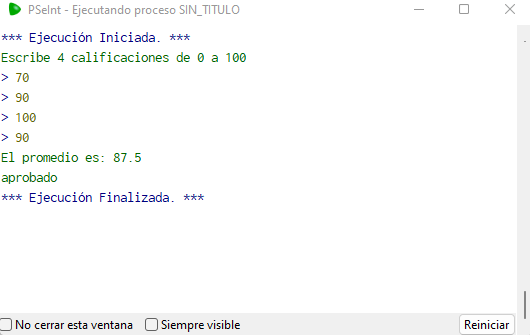 PSeInt - Ejecutando proceso SIN_TITULO
*** Ejecución Iniciada. ***
Escribe 4 calificaciones de 0 a 100
> 70
> 90
> 100
> 90
El promedio es: 87.5
aprobado
*** Ejecución Finalizada. ***
No cerrar esta ventana Siempre visible Reiniciar